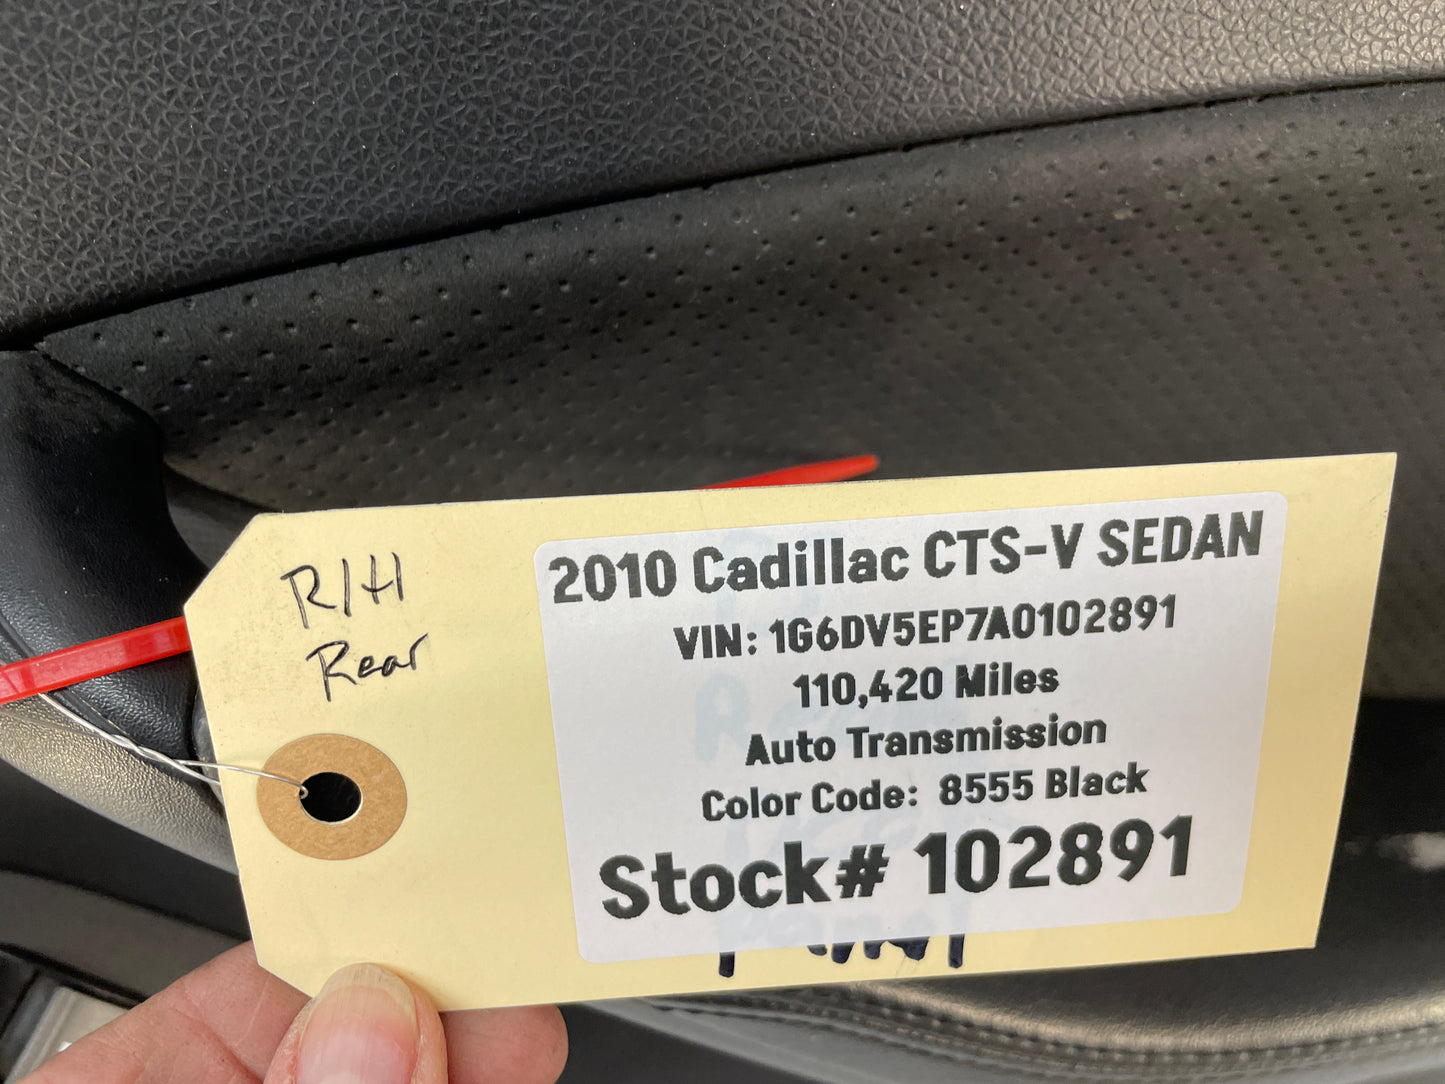 R/H
Rear
2010 Cadillac CTS-V SEDAN
VIN: 1G6DV5EP7A0102891
110,420 Miles
Auto Transmission
Color Code: 8555 Black
Stock# 102891